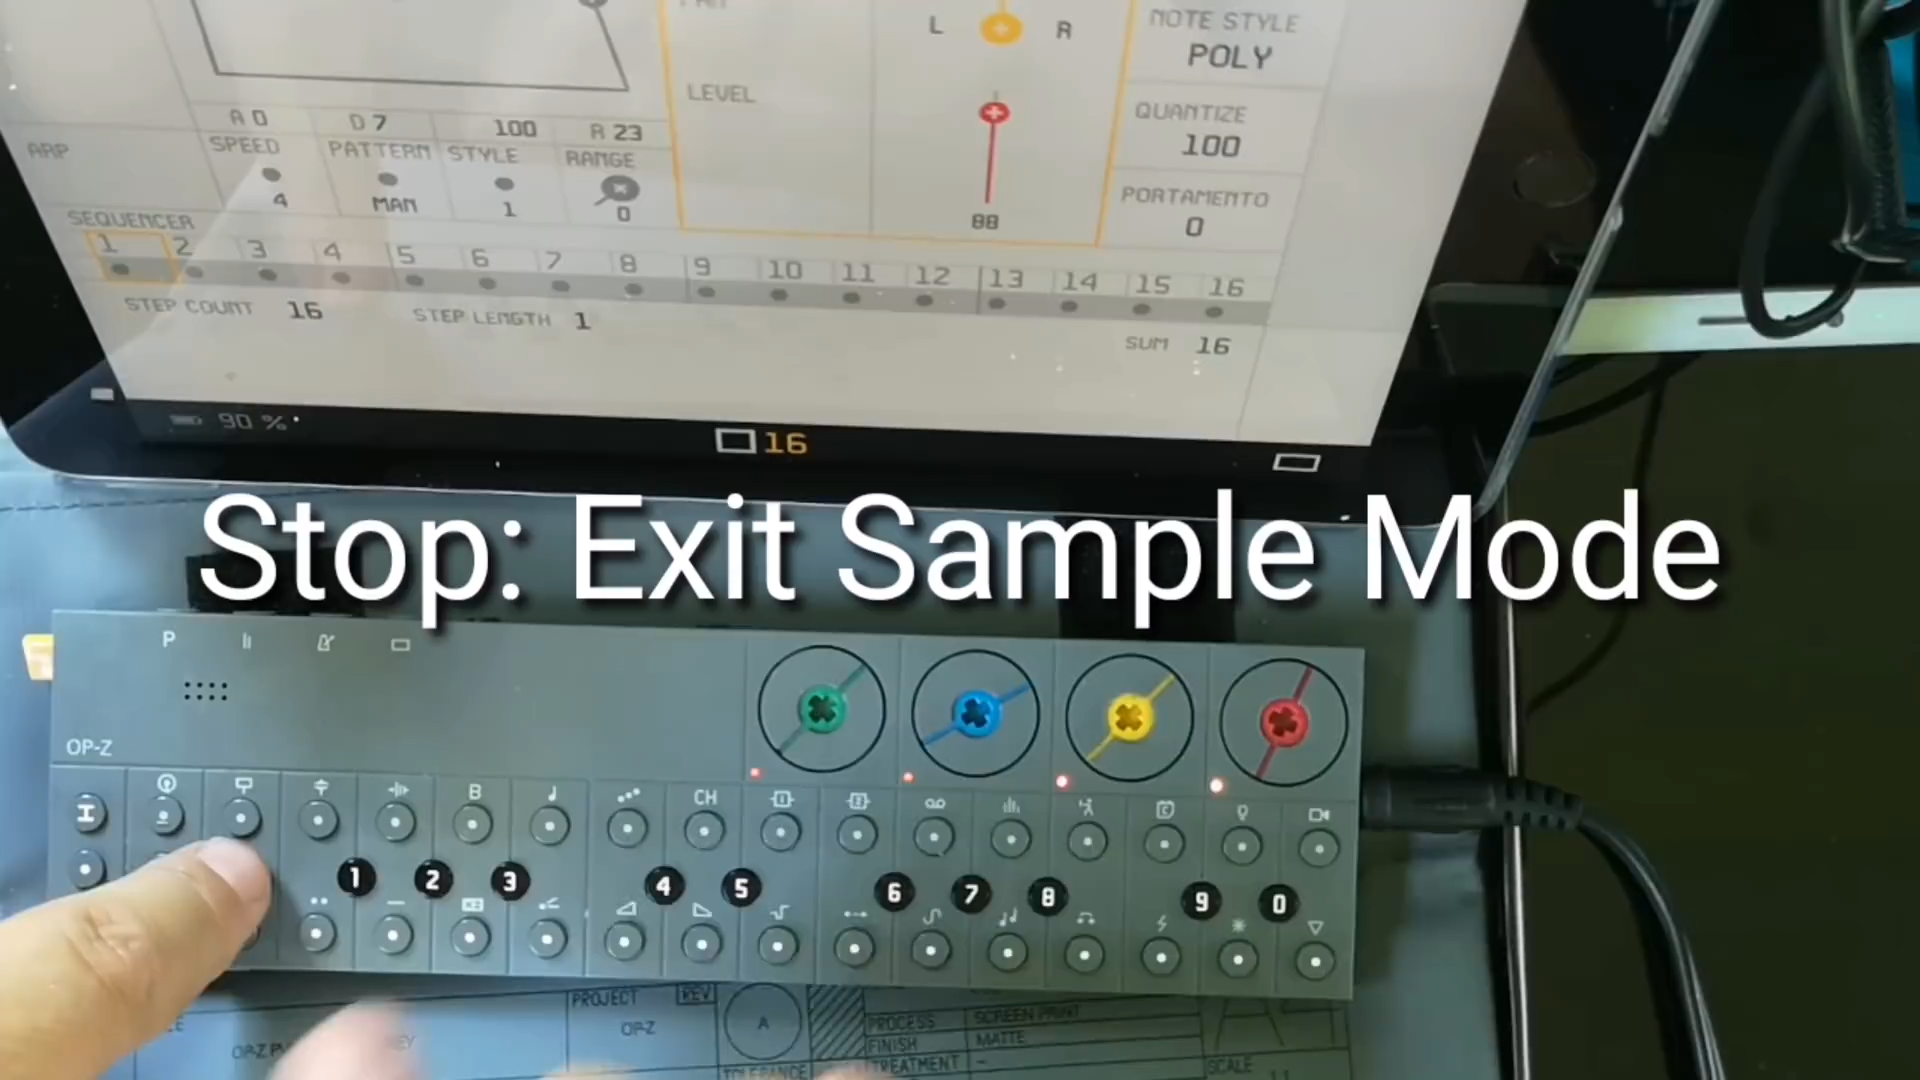 L R
NOTE STYLE
POLY
LEVEL
QUANTIZE
100
A 0 D 7 100 R 23
ARP SPEED PATTERN STYLE RANGE
4 MAN 1 0
88
PORTAMENTO
0
SEQUENCER
1 2 3 4 5 6 7 8 9 10 11 12 13 14 15 16
STEP COUNT 16 STEP LENGTH 1
SUM 16
90 %
16
Stop: Exit Sample Mode
P
OP-Z
B CH
1 2 3 4 5 6 7 8 9 0
PROJECT REV
OP-Z
A
PROCESS SCREEN PRINT
FINISH MATTE
TREATMENT -
TOLERANCE
SCALE